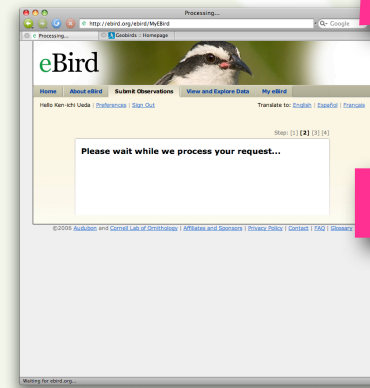 Processing...
http://ebird.org/ebird/MyEBird
Q- Google
Processing...
Geobirds :: Homepage
eBird
Home About eBird Submit Observations View and Explore Data My eBird
Hello Ken-ichi Ueda | Preferences | Sign Out Translate to: English | Español | Français
Step: [1] [2] [3] [4]
Please wait while we process your request...
©2006 Audubon and Cornell Lab of Ornithology | Affiliates and Sponsors | Privacy Policy | Contact | FAQ | Glossary
Waiting for ebird.org...